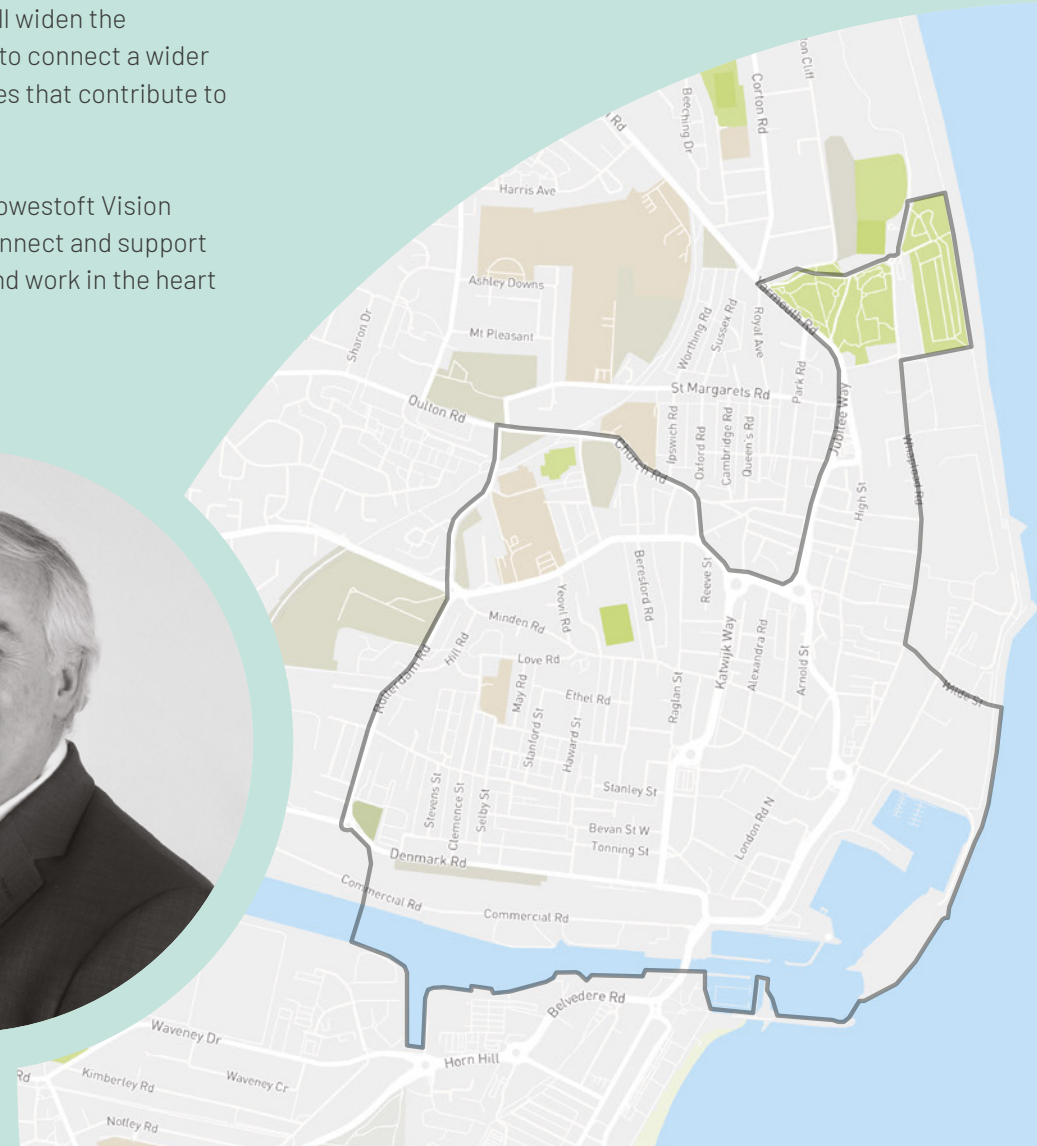 ll widen the
to connect a wider
es that contribute to
owestoft Vision
nnect and support
nd work in the heart
on Cliff
Corton Rd
Beeching Dr
Rd
Harris Ave
Ashley Downs
Sharon Dr
Mt Pleasant
Yarmouth Rd
Worthing Rd
Sussex Rd
Royal Ave
Park Rd
St Margarets Rd
Oulton Rd
Jubilee Way
Ipswich Rd
Oxford Rd
Cambridge Rd
Queen's Rd
Church Rd
Whapload Rd
High St
Beresford Rd
Reeve St
Yeovil Rd
Minden Rd
Hill Rd
Katwijk Way
Alexandra Rd
Arnold St
Love Rd
Rotterdam Rd
May Rd
Ethel Rd
Raglan St
Wilde St
Stanford St
Haward St
Stevens St
Clemence St
Selby St
Stanley St
London Rd N
Bevan St W
Tonning St
Denmark Rd
Commercial Rd
Commercial Rd
Belvedere Rd
Waveney Dr
Horn Hill
Rd
Kimberley Rd
Waveney Cr
Notley Rd